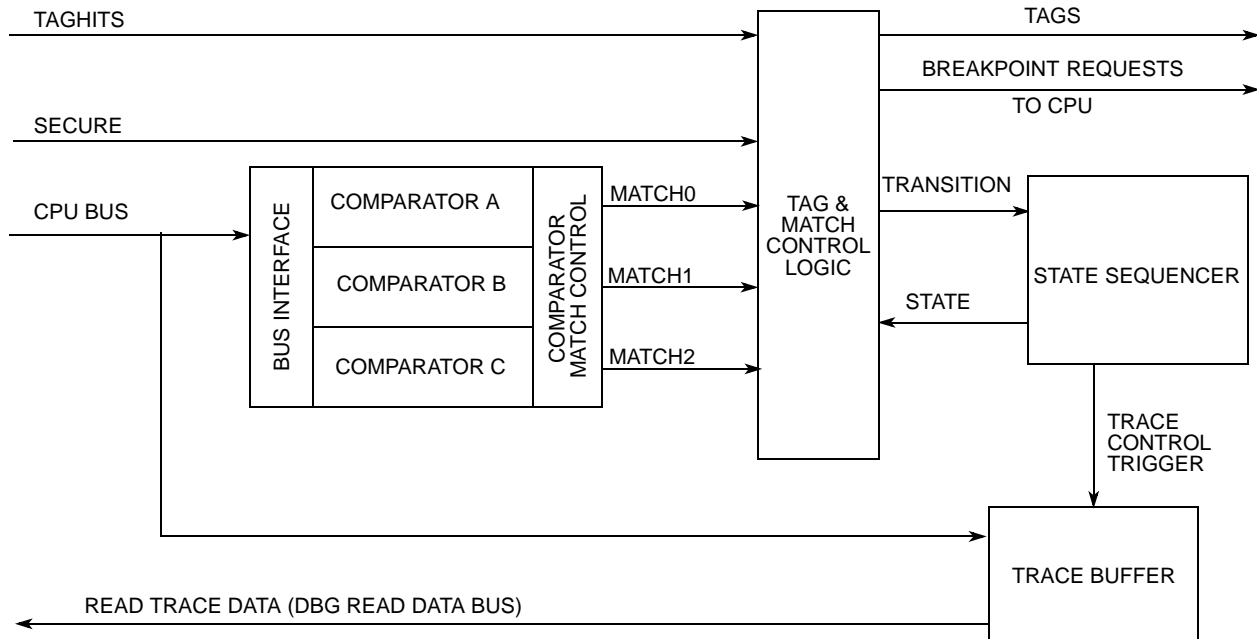 TAGHITS
TAGS
BREAKPOINT REQUESTS
TO CPU
SECURE
CPU BUS
BUS INTERFACE
COMPARATOR A
COMPARATOR B
COMPARATOR C
COMPARATOR
MATCH CONTROL
MATCH0
MATCH1
MATCH2
TAG &
MATCH
CONTROL
LOGIC
TRANSITION
STATE
STATE SEQUENCER
TRACE
CONTROL
TRIGGER
TRACE BUFFER
READ TRACE DATA (DBG READ DATA BUS)